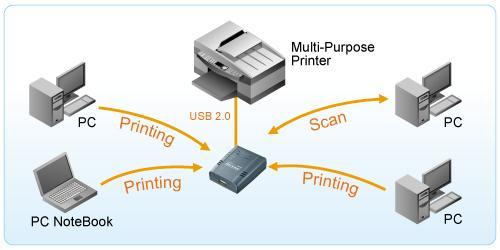 Multi-Purpose
Printer
PC
Printing
USB 2.0
Scan
PC
PC NoteBook
Printing
Printing
PC